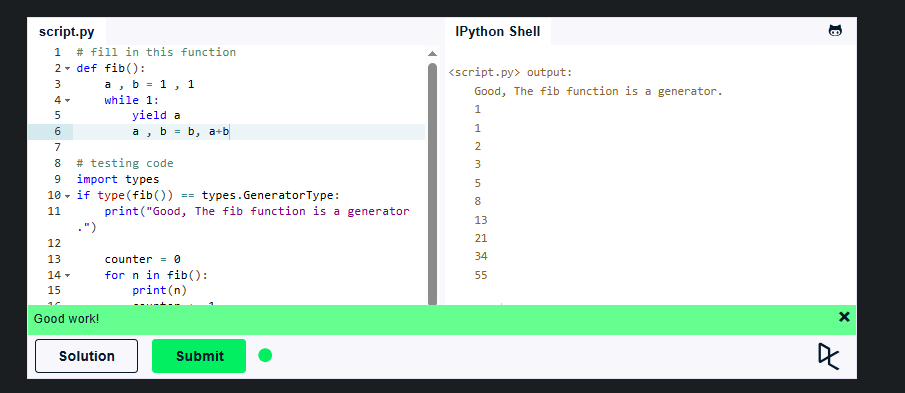 script.py
1 # fill in this function
2 def fib():
3 a , b = 1 , 1
4 while 1:
5 yield a
6 a , b = b, a+b
7
8 # testing code
9 import types
10 if type(fib()) == types.GeneratorType:
11 print("Good, The fib function is a generator
.")
12
13 counter = 0
14 for n in fib():
15 print(n)
IPython Shell
<script.py> output:
Good, The fib function is a generator.
1
1
2
3
5
8
13
21
34
55
Good work!
Solution
Submit